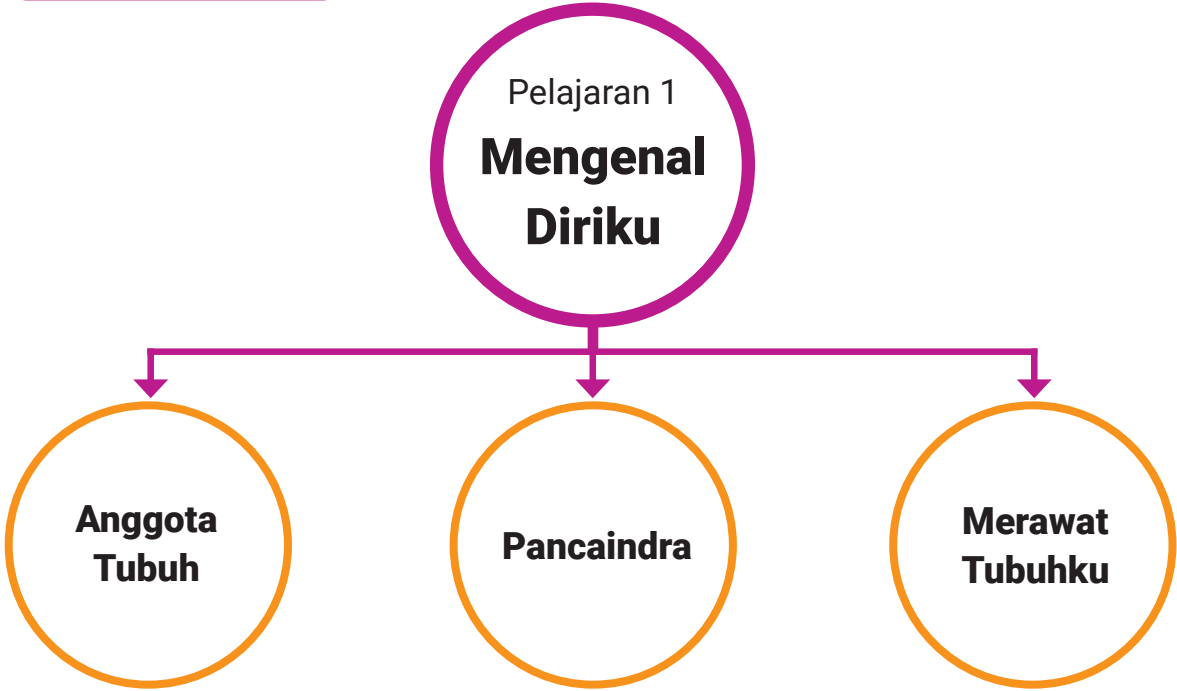 Pelajaran 1
Mengenal
Diriku
Anggota
Tubuh
Pancaindra
Merawat
Tubuhku